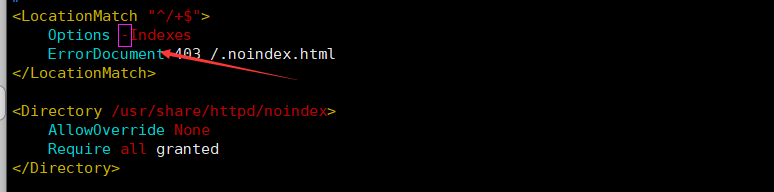 <LocationMatch "^/+$">
    Options -Indexes
    ErrorDocument 403 /.noindex.html
</LocationMatch>
<Directory /usr/share/httpd/noindex>
    AllowOverride None
    Require all granted
</Directory>